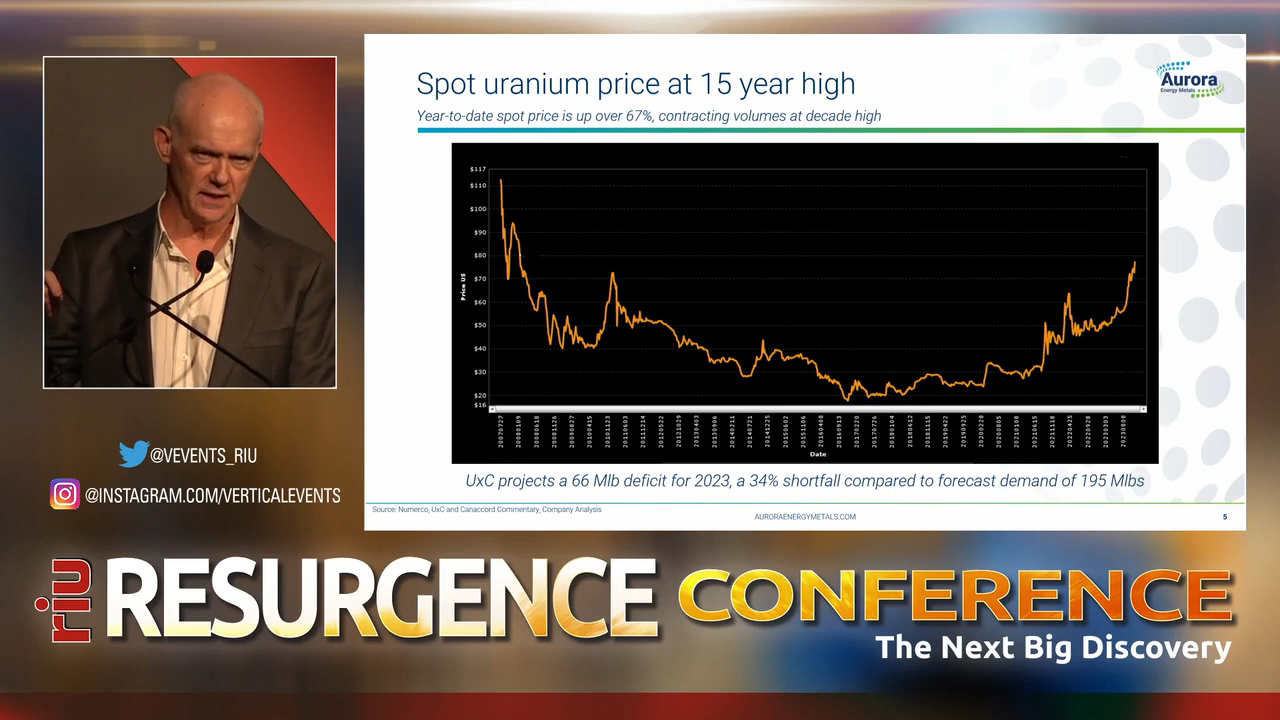 Spot uranium price at 15 year high
Year-to-date spot price is up over 67%, contracting volumes at decade high
Aurora
Energy Metals
$117
$110
$100
$90
$80
$70
$60
$50
$40
$30
$20
$16
Price US
Date
UxC projects a 66 Mlb deficit for 2023, a 34% shortfall compared to forecast demand of 195 Mlbs
Source: Numerco, UxC and Canaccord Commentary, Company Analysis
AURORAENERGYMETALS.COM
5
@VEVENTS_RIU
@INSTAGRAM.COM/VERTICALEVENTS
riu RESURGENCE CONFERENCE
The Next Big Discovery